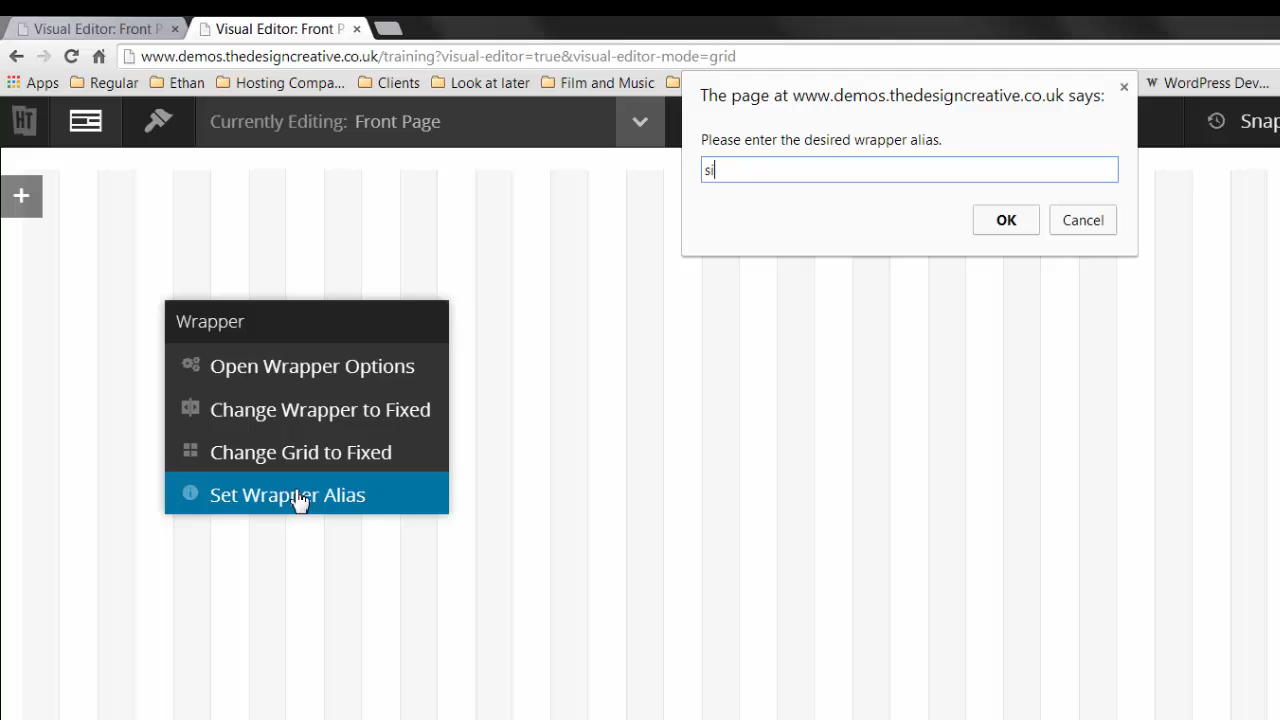 Visual Editor: Front P
Visual Editor: Front P
www.demos.thedesigncreative.co.uk/training?visual-editor=true&visual-editor-mode=grid
Apps Regular Ethan Hosting Compa... Clients Look at later Film and Music W WordPress Dev...
HT Currently Editing: Front Page Snap
The page at www.demos.thedesigncreative.co.uk says:
Please enter the desired wrapper alias.
si
OK Cancel
Wrapper
Open Wrapper Options
Change Wrapper to Fixed
Change Grid to Fixed
Set Wrapper Alias